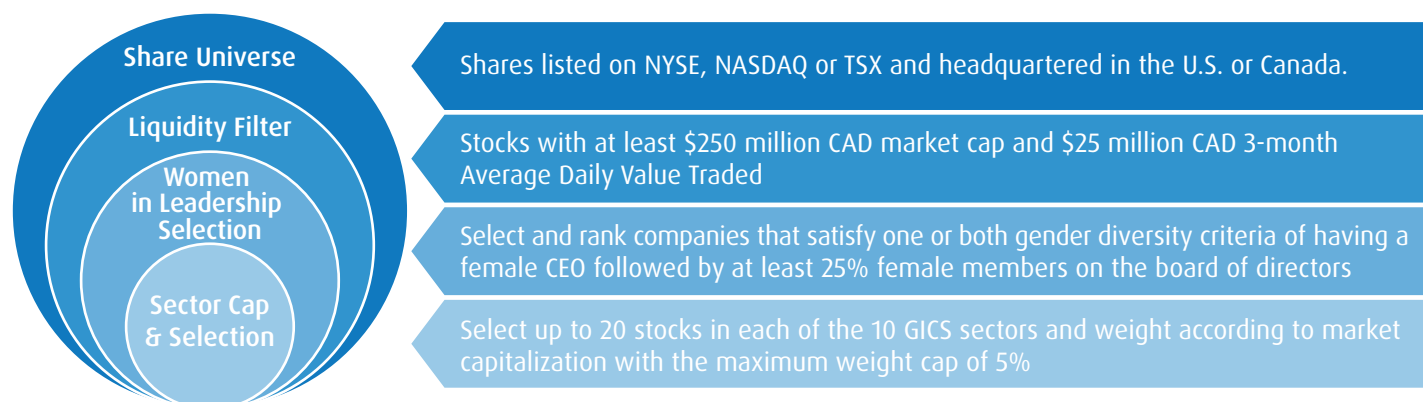 Share Universe
Shares listed on NYSE, NASDAQ or TSX and headquartered in the U.S. or Canada.
Liquidity Filter
Stocks with at least $250 million CAD market cap and $25 million CAD 3-month
Average Daily Value Traded
Women
in Leadership
Selection
Select and rank companies that satisfy one or both gender diversity criteria of having a
female CEO followed by at least 25% female members on the board of directors
Sector Cap
& Selection
Select up to 20 stocks in each of the 10 GICS sectors and weight according to market
capitalization with the maximum weight cap of 5%